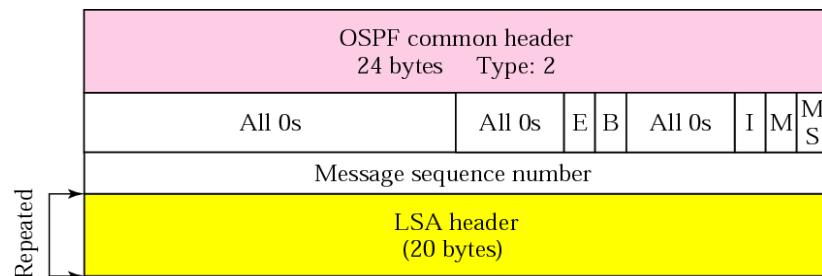 OSPF common header
24 bytes Type: 2
All 0s All 0s E B All 0s I M M
S
Message sequence number
Repeated
LSA header
(20 bytes)